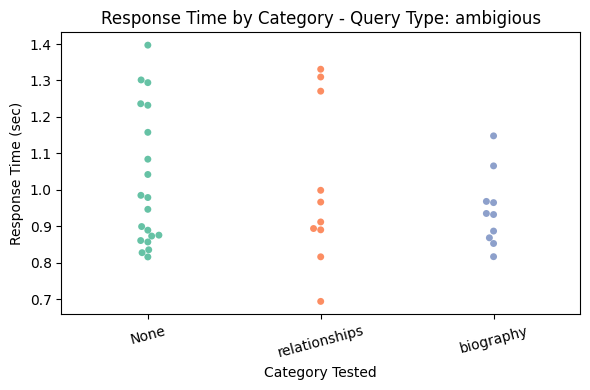 Response Time by Category - Query Type: ambigious
Response Time (sec)
1.4
1.3
1.2
1.1
1.0
0.9
0.8
0.7
None
relationships
biography
Category Tested